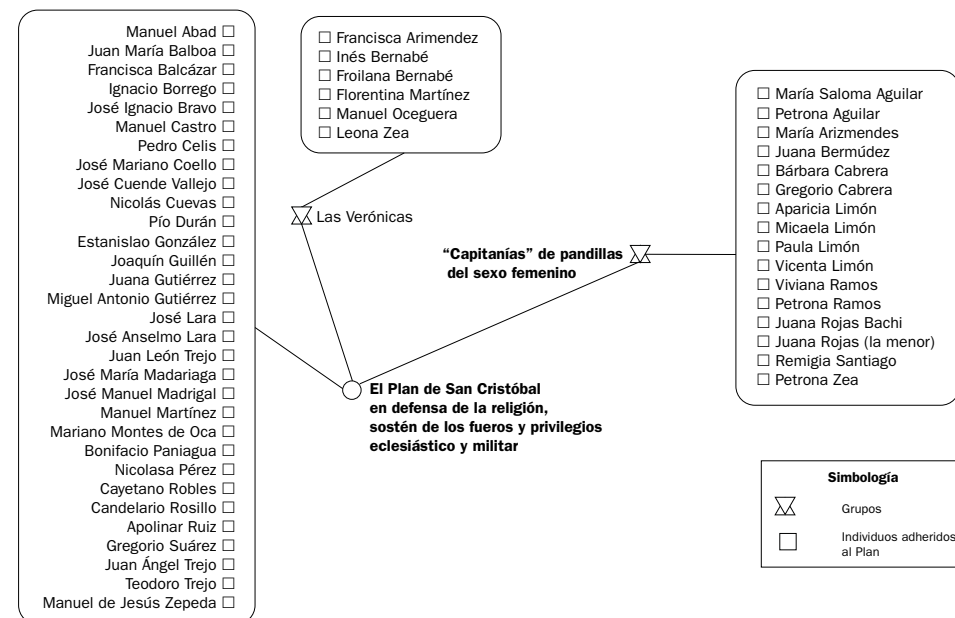 Manuel Abad
Juan María Balboa
Francisca Balcázar
Ignacio Borrego
José Ignacio Bravo
Manuel Castro
Pedro Celis
José Mariano Coello
José Cuende Vallejo
Nicolás Cuevas
Pío Durán
Estanislao González
Joaquín Guillén
Juana Gutiérrez
Miguel Antonio Gutiérrez
José Lara
José Anselmo Lara
Juan León Trejo
José María Madariaga
José Manuel Madrigal
Manuel Martínez
Mariano Montes de Oca
Bonifacio Paniagua
Nicolasa Pérez
Cayetano Robles
Candelario Rosillo
Apolinar Ruiz
Gregorio Suárez
Juan Ángel Trejo
Teodoro Trejo
Manuel de Jesús Zepeda
Francisca Arimendez
Inés Bernabé
Froilana Bernabé
Florentina Martínez
Manuel Oceguera
Leona Zea
Las Verónicas
“Capitanías” de pandillas
del sexo femenino
El Plan de San Cristóbal
en defensa de la religión,
sostén de los fueros y privilegios
eclesiástico y militar
María Saloma Aguilar
Petrona Aguilar
María Arizmendes
Juana Bermúdez
Bárbara Cabrera
Gregorio Cabrera
Aparicia Limón
Micaela Limón
Paula Limón
Vicenta Limón
Viviana Ramos
Petrona Ramos
Juana Rojas Bachi
Juana Rojas (la menor)
Remigia Santiago
Petrona Zea
Simbología
Grupos
Individuos adheridos
al Plan